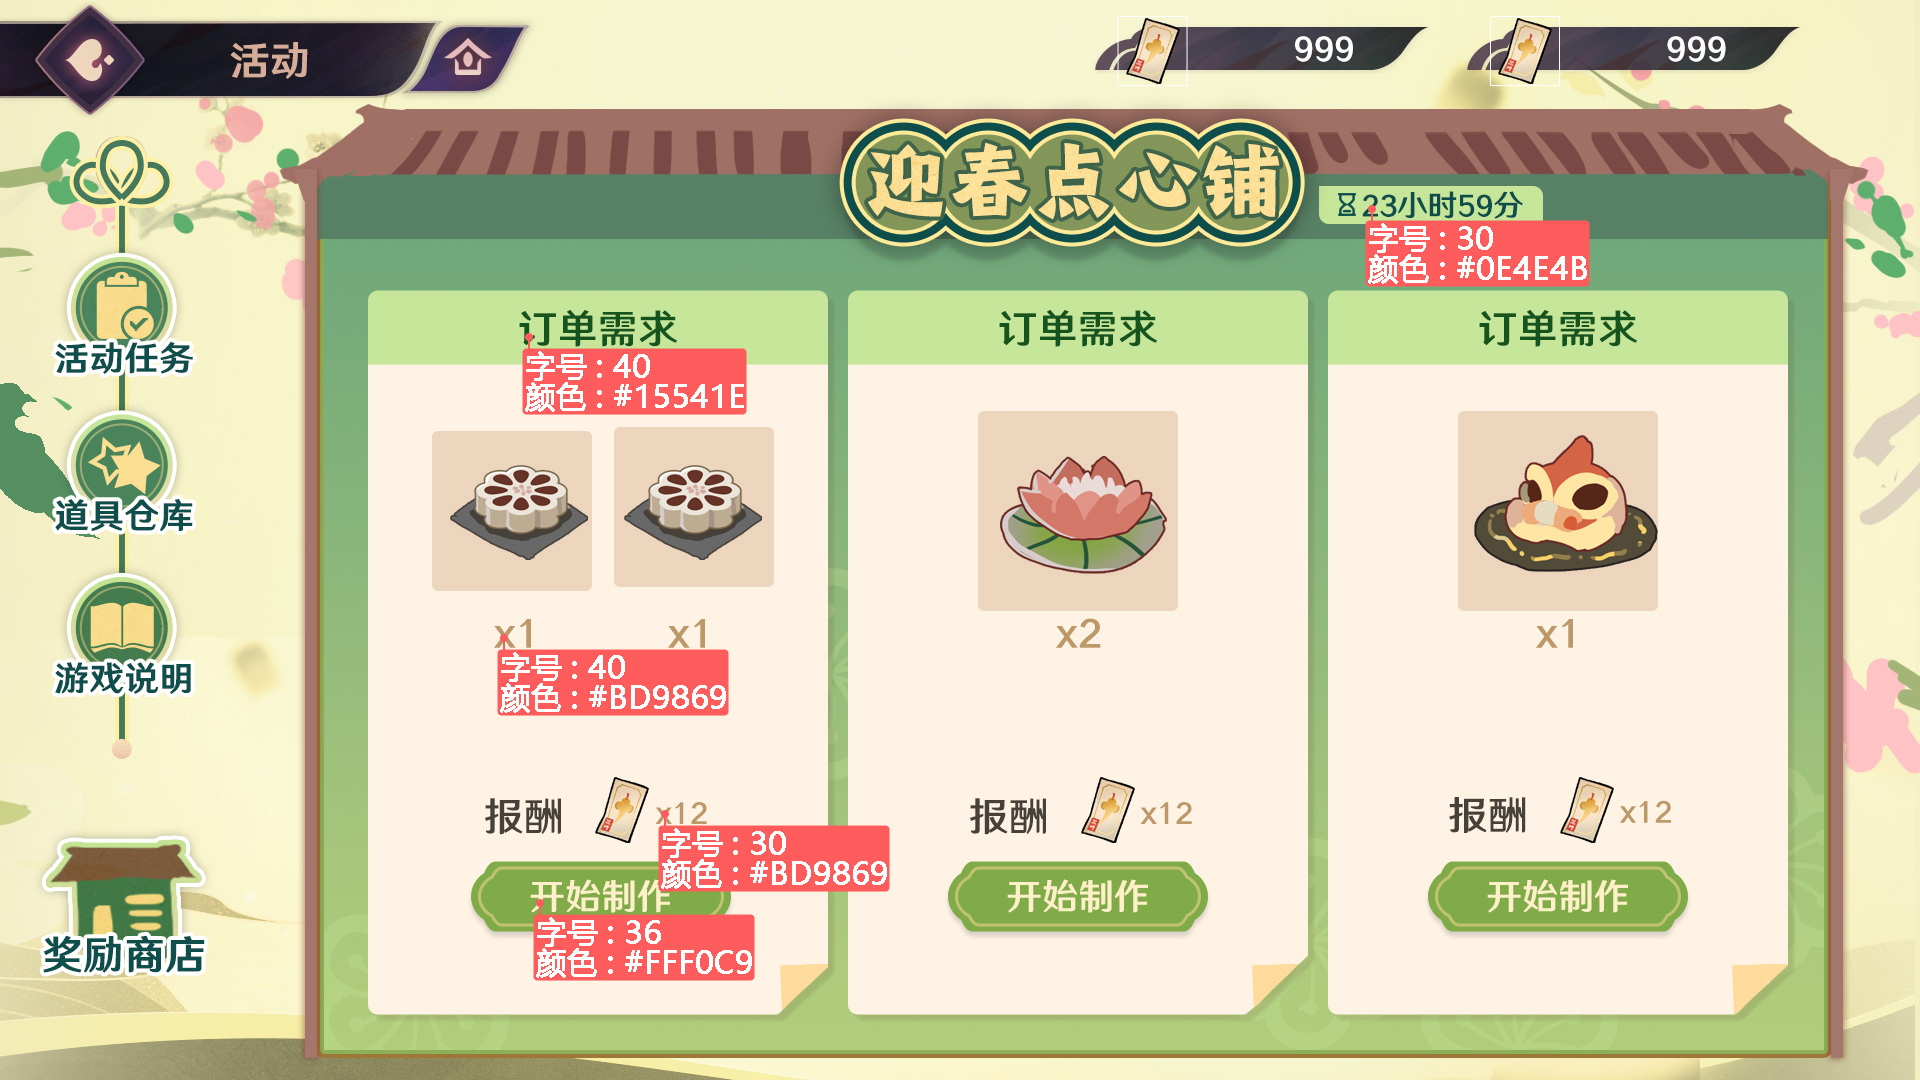 活动
999
999
迎春点心铺
23小时59分
字号：30
颜色：#0E4E4B
订单需求
字号：40
颜色：#15541E
订单需求
订单需求
活动任务
道具仓库
游戏说明
奖励商店
x1
x1
字号：40
颜色：#BD9869
x2
x1
报酬
x12
字号：30
颜色：#BD9869
报酬
x12
报酬
x12
开始制作
字号：36
颜色：#FFF0C9
开始制作
开始制作